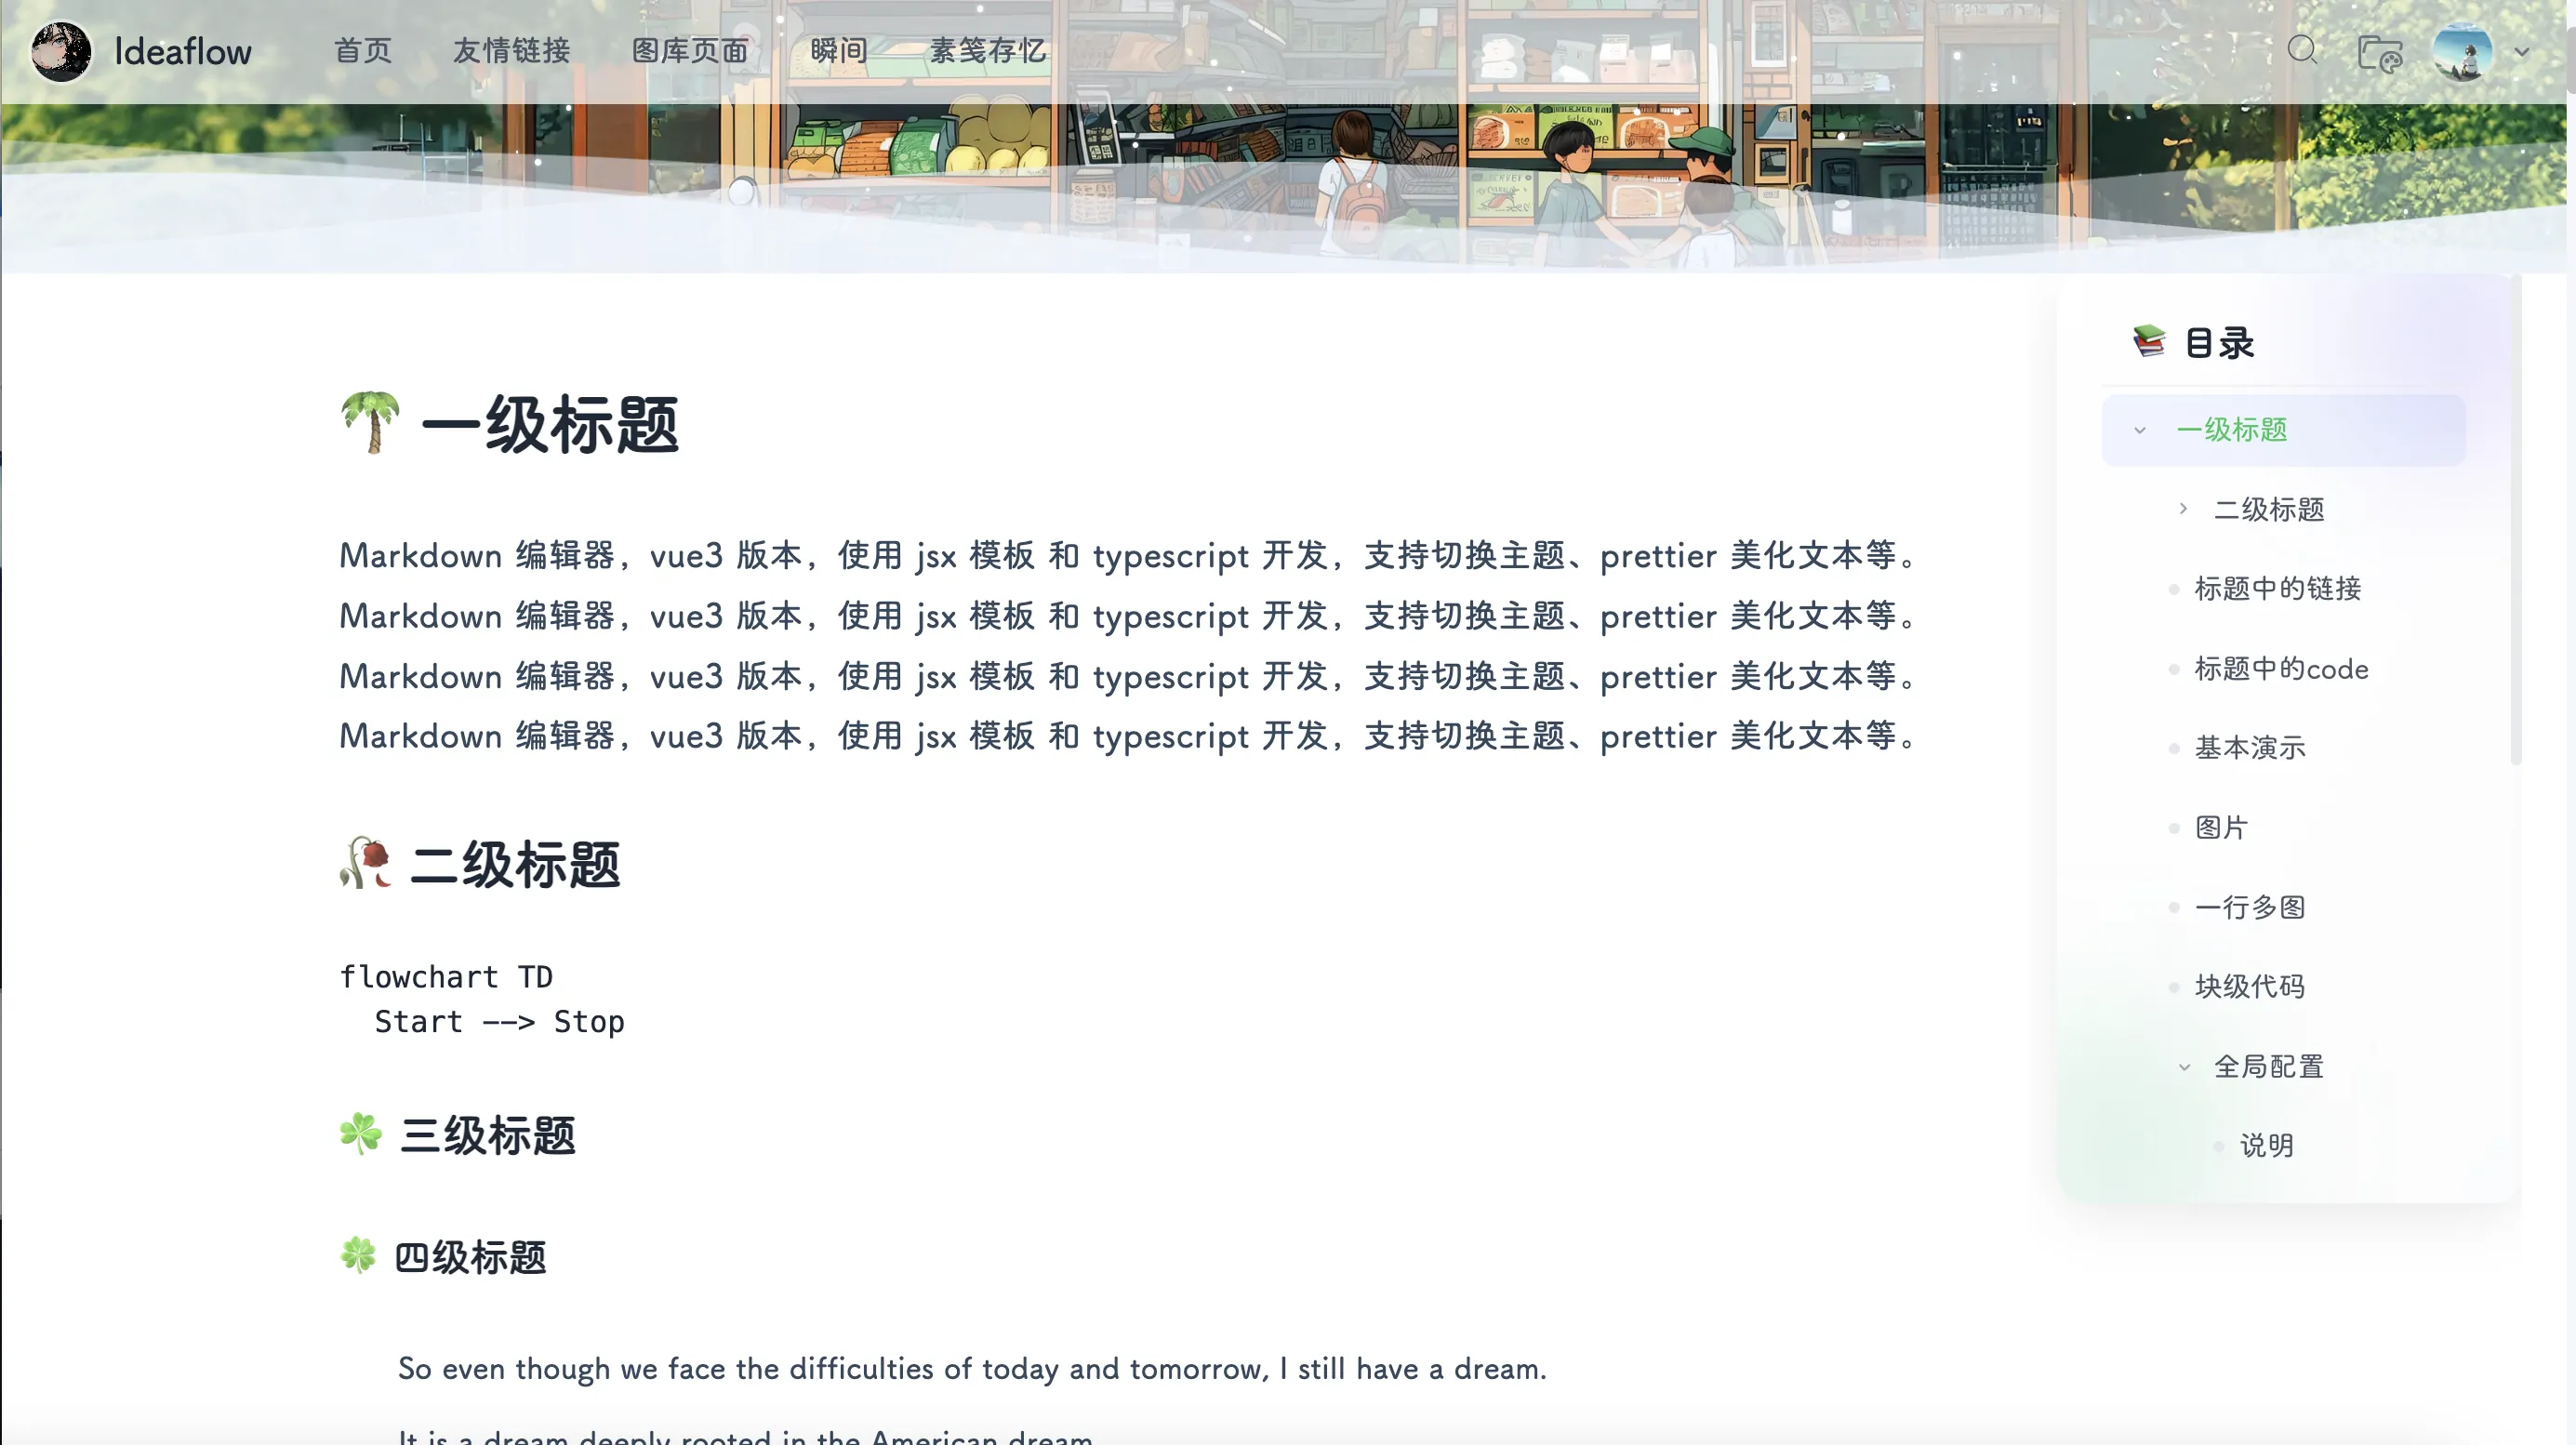 Ideaflow 首页 友情链接 图库页面 瞬间 素笺存忆
一级标题
Markdown 编辑器，vue3 版本，使用 jsx 模板 和 typescript 开发，支持切换主题、prettier 美化文本等。
Markdown 编辑器，vue3 版本，使用 jsx 模板 和 typescript 开发，支持切换主题、prettier 美化文本等。
Markdown 编辑器，vue3 版本，使用 jsx 模板 和 typescript 开发，支持切换主题、prettier 美化文本等。
Markdown 编辑器，vue3 版本，使用 jsx 模板 和 typescript 开发，支持切换主题、prettier 美化文本等。
二级标题
flowchart TD
  Start --> Stop
三级标题
四级标题
So even though we face the difficulties of today and tomorrow, I still have a dream.
It is a dream deeply rooted in the American dream.
目录
一级标题
二级标题
标题中的链接
标题中的code
基本演示
图片
一行多图
块级代码
全局配置
说明